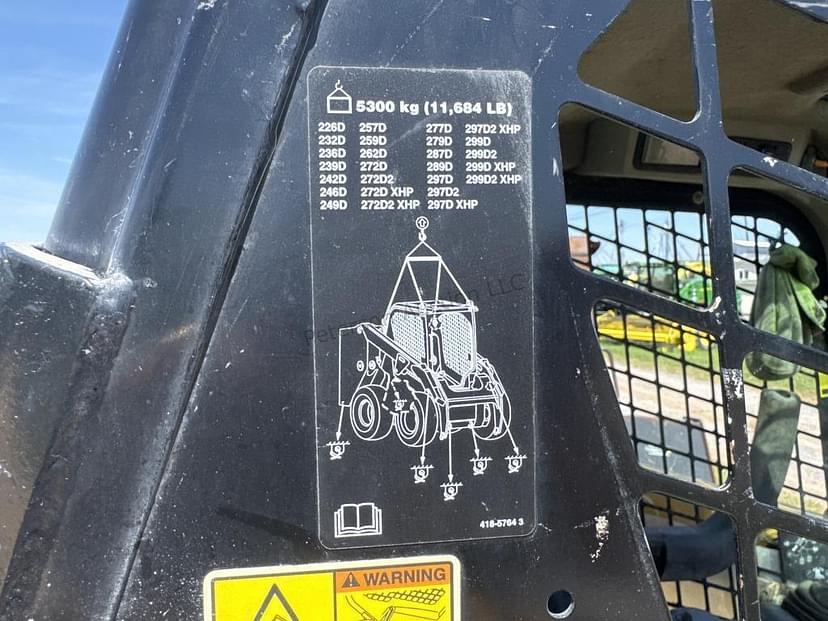 5300 kg (11,684 LB)
226D 257D 277D 297D2 XHP
232D 259D 279D 299D
236D 262D 287D 299D2
239D 272D 289D 299D XHP
242D 272D2 297D 299D2 XHP
246D 272D XHP 297D2
249D 272D2 XHP 297D XHP
LLC
416-5764 3
WARNING